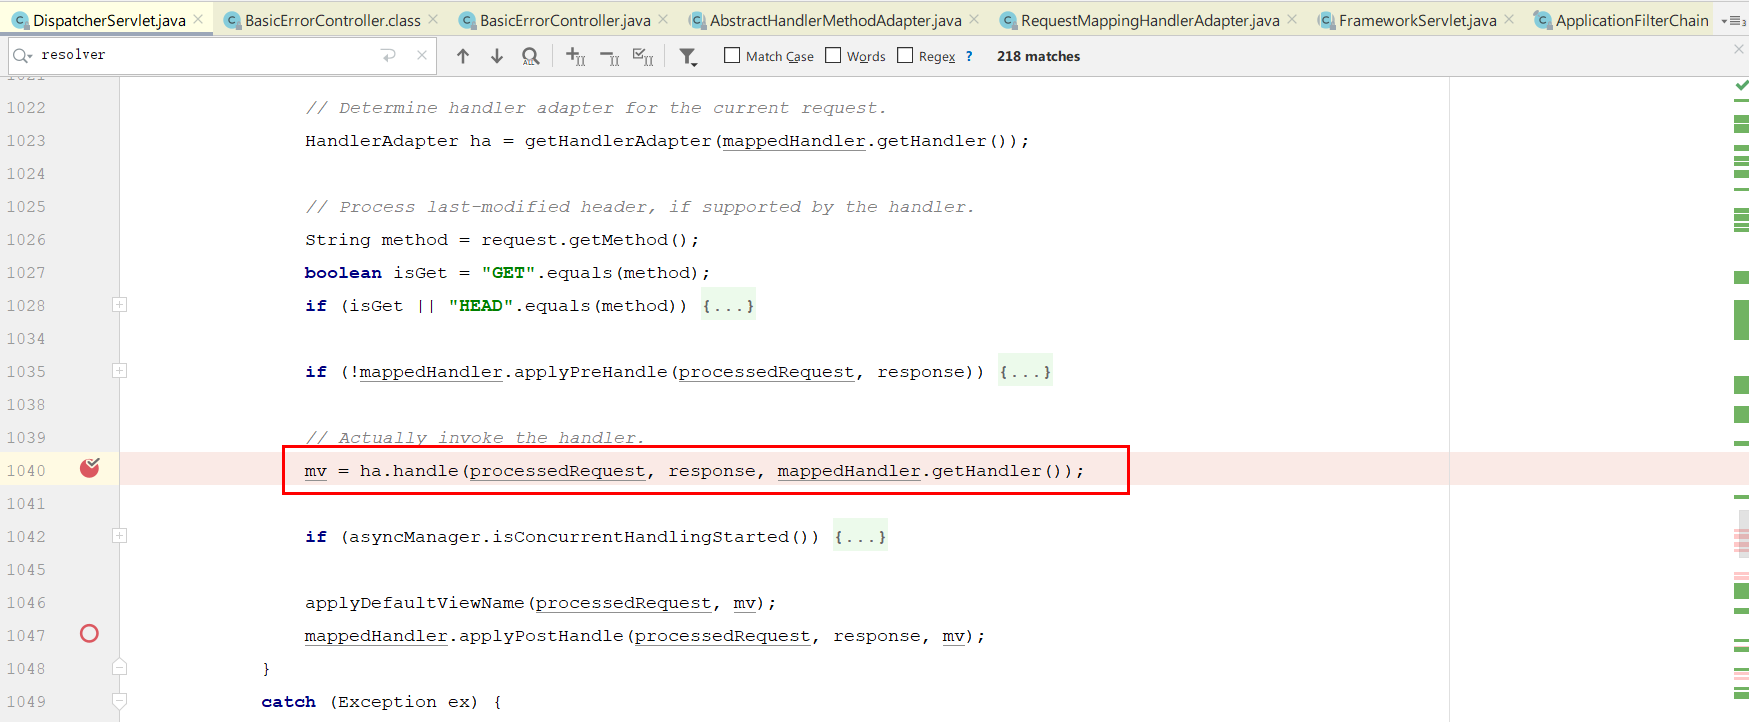 DispatcherServlet.java BasicErrorController.class BasicErrorController.java AbstractHandlerMethodAdapter.java RequestMappingHandlerAdapter.java FrameworkServlet.java ApplicationFilterChain
resolver Match Case Words Regex ? 218 matches
1022 // Determine handler adapter for the current request.
1023 HandlerAdapter ha = getHandlerAdapter(mappedHandler.getHandler());
1024
1025 // Process last-modified header, if supported by the handler.
1026 String method = request.getMethod();
1027 boolean isGet = "GET".equals(method);
1028 if (isGet || "HEAD".equals(method)) {...}
1034
1035 if (!mappedHandler.applyPreHandle(processedRequest, response)) {...}
1038
1039 // Actually invoke the handler.
1040 mv = ha.handle(processedRequest, response, mappedHandler.getHandler());
1041
1042 if (asyncManager.isConcurrentHandlingStarted()) {...}
1045
1046 applyDefaultViewName(processedRequest, mv);
1047 mappedHandler.applyPostHandle(processedRequest, response, mv);
1048 }
1049 catch (Exception ex) {